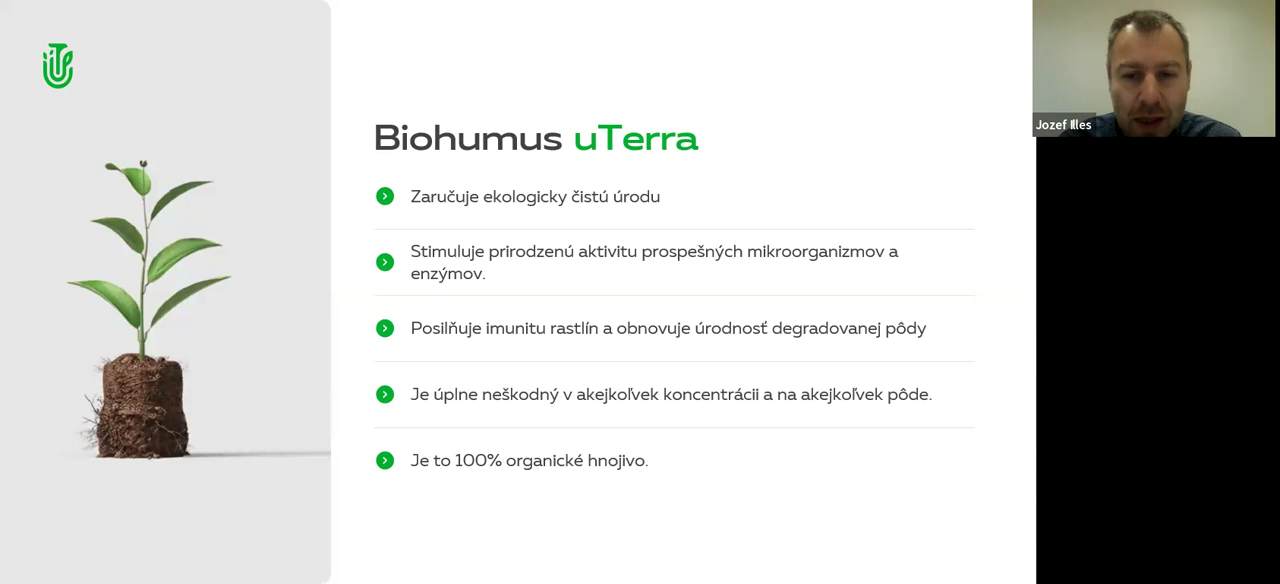 Biohumus uTerra
Zaručuje ekologicky čistú úrodu
Stimuluje prirodzenú aktivitu prospešných mikroorganizmov a
enzýmov.
Posilňuje imunitu rastlín a obnovuje úrodnosť degradovanej pôdy
Je úplne neškodný v akejkoľvek koncentrácii a na akejkoľvek pôde.
Je to 100% organické hnojivo.
Jozef Illes